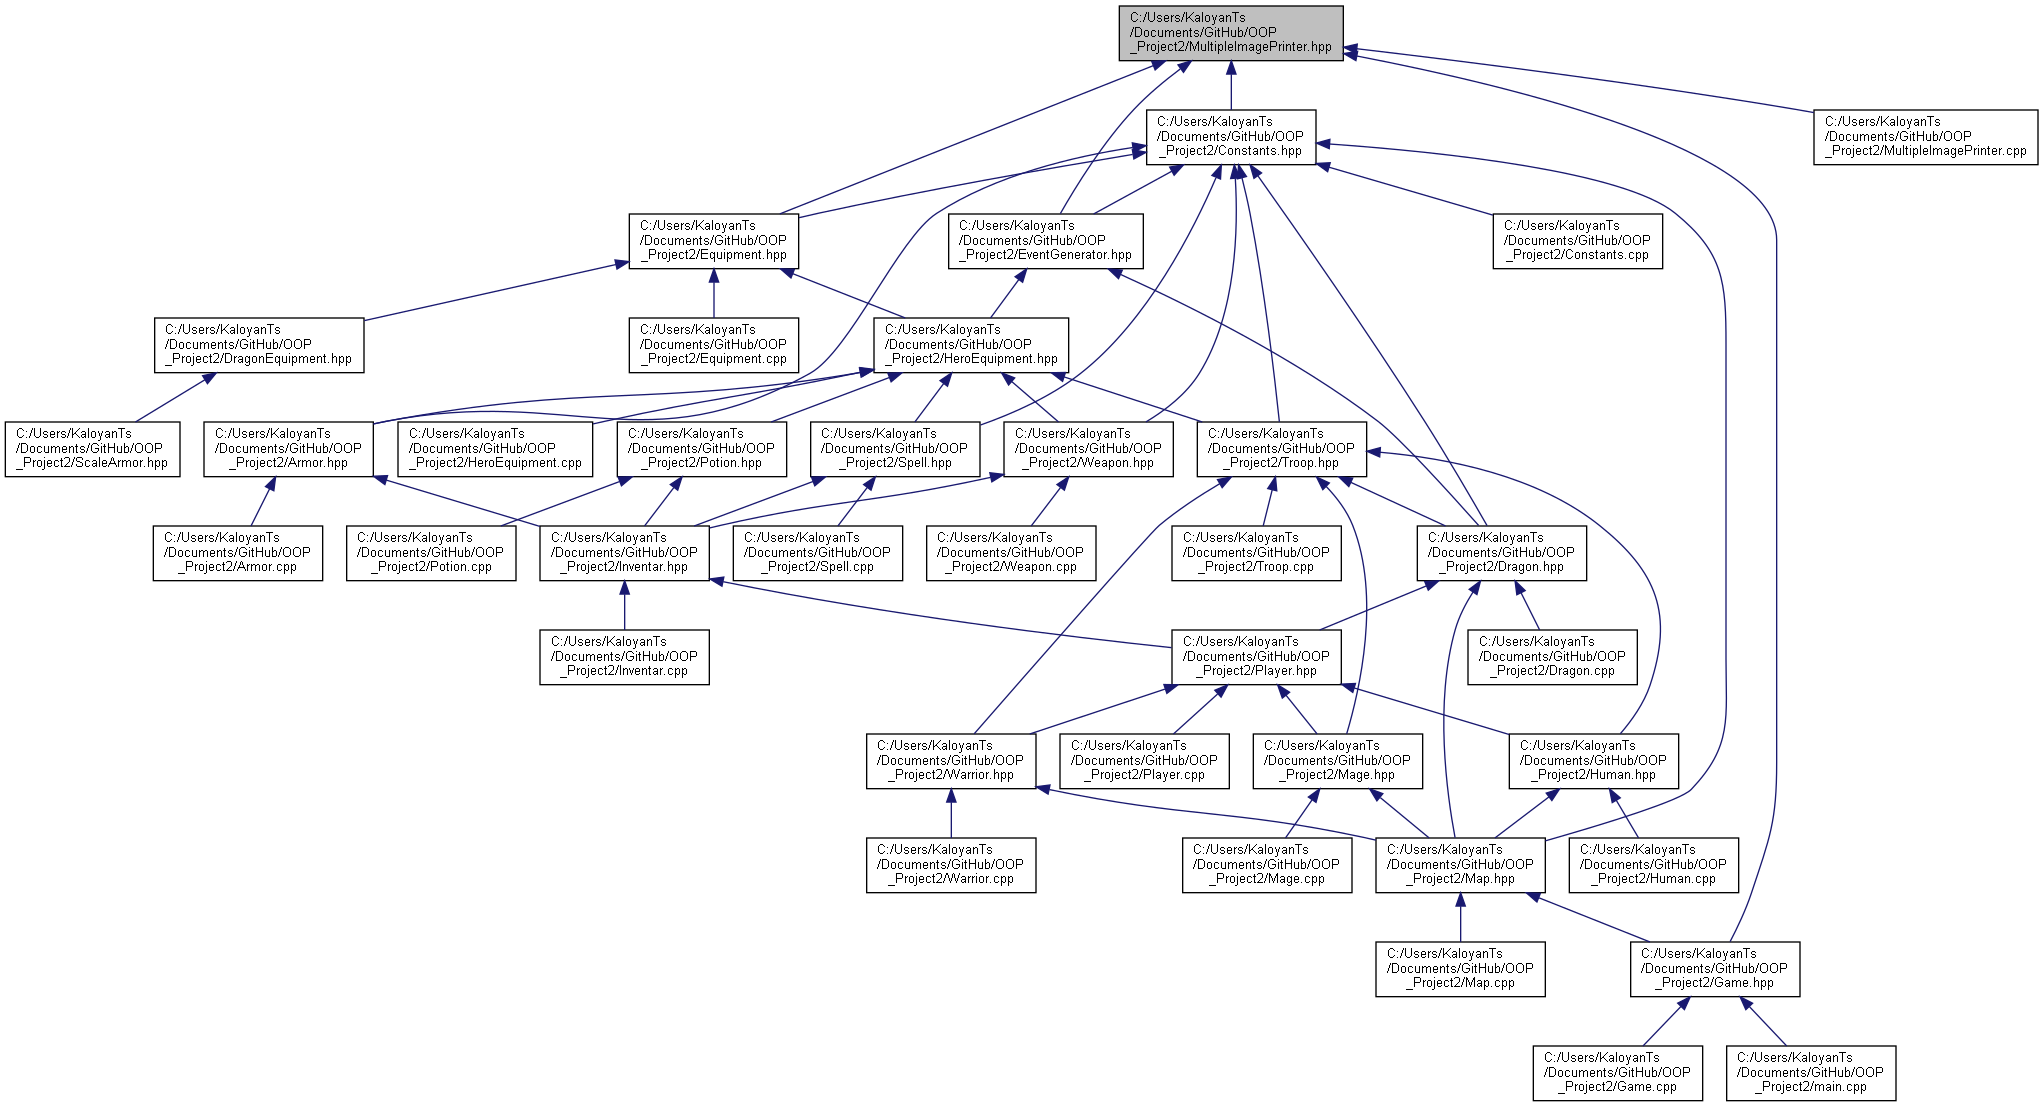 C:/Users/KaloyanTs
/Documents/GitHub/OOP
_Project2/MultipleImagePrinter.hpp
C:/Users/KaloyanTs
/Documents/GitHub/OOP
_Project2/Constants.hpp
C:/Users/KaloyanTs
/Documents/GitHub/OOP
_Project2/MultipleImagePrinter.cpp
C:/Users/KaloyanTs
/Documents/GitHub/OOP
_Project2/Equipment.hpp
C:/Users/KaloyanTs
/Documents/GitHub/OOP
_Project2/EventGenerator.hpp
C:/Users/KaloyanTs
/Documents/GitHub/OOP
_Project2/Constants.cpp
C:/Users/KaloyanTs
/Documents/GitHub/OOP
_Project2/DragonEquipment.hpp
C:/Users/KaloyanTs
/Documents/GitHub/OOP
_Project2/Equipment.cpp
C:/Users/KaloyanTs
/Documents/GitHub/OOP
_Project2/HeroEquipment.hpp
C:/Users/KaloyanTs
/Documents/GitHub/OOP
_Project2/ScaleArmor.hpp
C:/Users/KaloyanTs
/Documents/GitHub/OOP
_Project2/Armor.hpp
C:/Users/KaloyanTs
/Documents/GitHub/OOP
_Project2/HeroEquipment.cpp
C:/Users/KaloyanTs
/Documents/GitHub/OOP
_Project2/Potion.hpp
C:/Users/KaloyanTs
/Documents/GitHub/OOP
_Project2/Spell.hpp
C:/Users/KaloyanTs
/Documents/GitHub/OOP
_Project2/Weapon.hpp
C:/Users/KaloyanTs
/Documents/GitHub/OOP
_Project2/Troop.hpp
C:/Users/KaloyanTs
/Documents/GitHub/OOP
_Project2/Armor.cpp
C:/Users/KaloyanTs
/Documents/GitHub/OOP
_Project2/Potion.cpp
C:/Users/KaloyanTs
/Documents/GitHub/OOP
_Project2/Inventar.hpp
C:/Users/KaloyanTs
/Documents/GitHub/OOP
_Project2/Spell.cpp
C:/Users/KaloyanTs
/Documents/GitHub/OOP
_Project2/Weapon.cpp
C:/Users/KaloyanTs
/Documents/GitHub/OOP
_Project2/Troop.cpp
C:/Users/KaloyanTs
/Documents/GitHub/OOP
_Project2/Dragon.hpp
C:/Users/KaloyanTs
/Documents/GitHub/OOP
_Project2/Inventar.cpp
C:/Users/KaloyanTs
/Documents/GitHub/OOP
_Project2/Player.hpp
C:/Users/KaloyanTs
/Documents/GitHub/OOP
_Project2/Dragon.cpp
C:/Users/KaloyanTs
/Documents/GitHub/OOP
_Project2/Warrior.hpp
C:/Users/KaloyanTs
/Documents/GitHub/OOP
_Project2/Player.cpp
C:/Users/KaloyanTs
/Documents/GitHub/OOP
_Project2/Mage.hpp
C:/Users/KaloyanTs
/Documents/GitHub/OOP
_Project2/Human.hpp
C:/Users/KaloyanTs
/Documents/GitHub/OOP
_Project2/Warrior.cpp
C:/Users/KaloyanTs
/Documents/GitHub/OOP
_Project2/Mage.cpp
C:/Users/KaloyanTs
/Documents/GitHub/OOP
_Project2/Map.hpp
C:/Users/KaloyanTs
/Documents/GitHub/OOP
_Project2/Human.cpp
C:/Users/KaloyanTs
/Documents/GitHub/OOP
_Project2/Map.cpp
C:/Users/KaloyanTs
/Documents/GitHub/OOP
_Project2/Game.hpp
C:/Users/KaloyanTs
/Documents/GitHub/OOP
_Project2/Game.cpp
C:/Users/KaloyanTs
/Documents/GitHub/OOP
_Project2/main.cpp